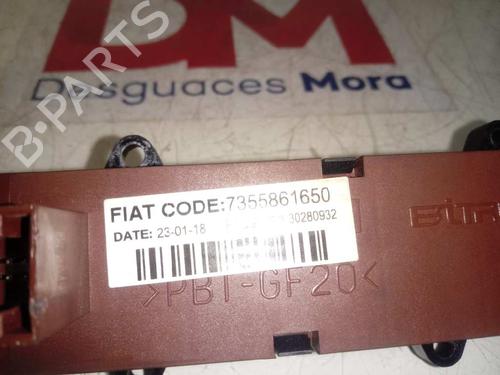 DM
Desguaces Mora
B-PARTS
FIAT CODE:7355861650
DATE: 23-01-18
30280932
>PBT-GF20<